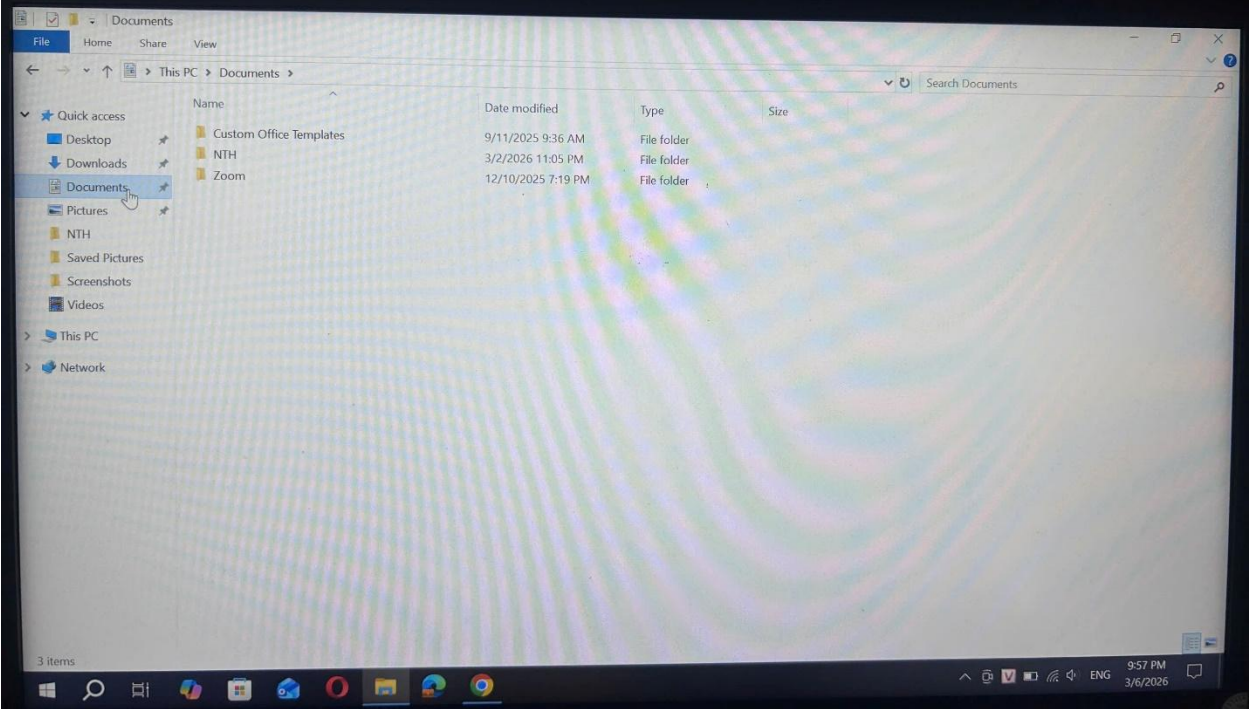 Documents
File Home Share View
This PC > Documents >
Search Documents
Name Date modified Type Size
Custom Office Templates 9/11/2025 9:36 AM File folder
NTH 3/2/2026 11:05 PM File folder
Zoom 12/10/2025 7:19 PM File folder
Quick access
Desktop
Downloads
Documents
Pictures
NTH
Saved Pictures
Screenshots
Videos
This PC
Network
3 items
V ENG 9:57 PM
3/6/2026